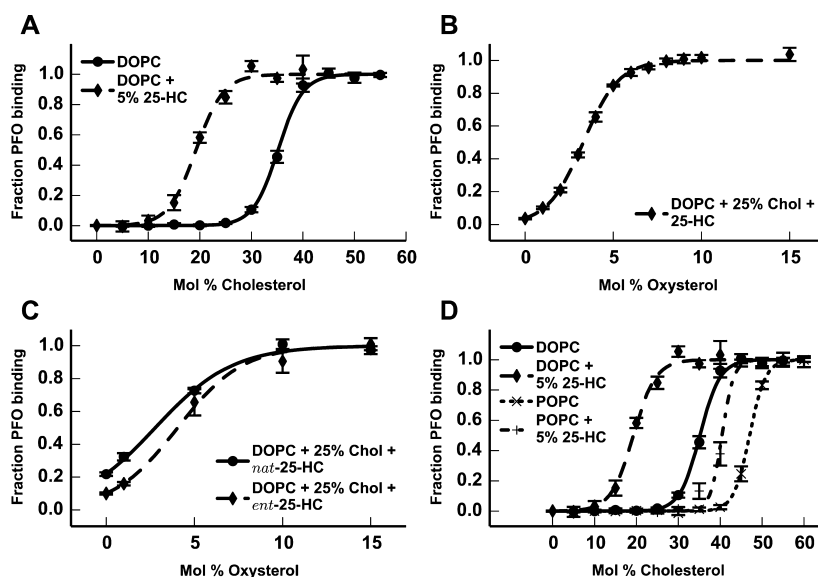 A
DOPC
DOPC +
5% 25-HC
Fraction PFO binding
1.0
0.8
0.6
0.4
0.2
0.0
0 10 20 30 40 50 60
Mol % Cholesterol
B
Fraction PFO binding
1.0
0.8
0.6
0.4
0.2
0.0
DOPC + 25% Chol +
25-HC
0 5 10 15
Mol % Oxysterol
C
Fraction PFO binding
1.0
0.8
0.6
0.4
0.2
0.0
DOPC + 25% Chol +
nat-25-HC
DOPC + 25% Chol +
ent-25-HC
0 5 10 15
Mol % Oxysterol
D
DOPC
DOPC +
5% 25-HC
POPC
POPC +
5% 25-HC
Fraction PFO binding
1.0
0.8
0.6
0.4
0.2
0.0
0 10 20 30 40 50 60
Mol % Cholesterol